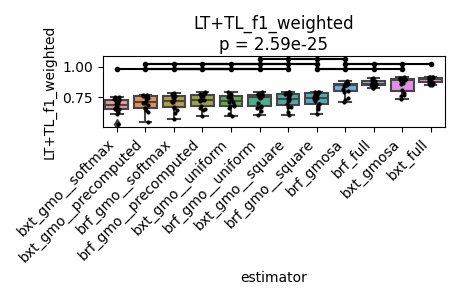 LT+TL_f1_weighted
p = 2.59e-25
LT+TL_f1_weighted
1.00
0.75
bxt_gmo__softmax
bxt_gmo__precomputed
brf_gmo__softmax
brf_gmo__precomputed
bxt_gmo__uniform
brf_gmo__uniform
bxt_gmo__square
brf_gmo__square
brf_gmosa
brf_full
bxt_gmosa
bxt_full
estimator